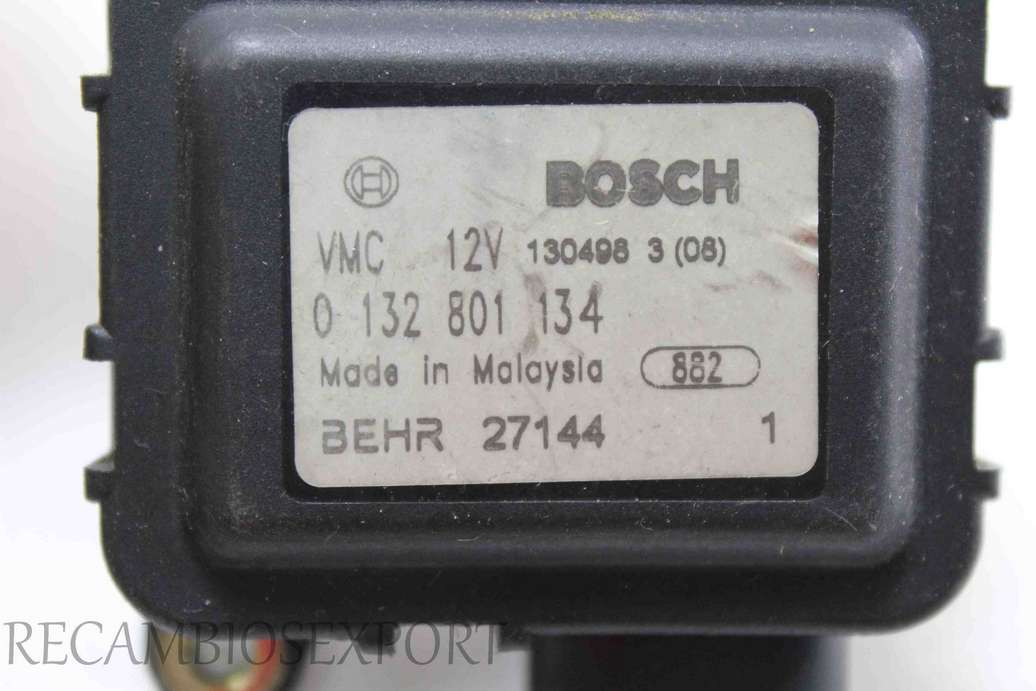 BOSCH
VMC 12V 130498 3 (08)
0 132 801 134
Made in Malaysia 882
BEHR 27144 1
RECAMBIOSEXPORT